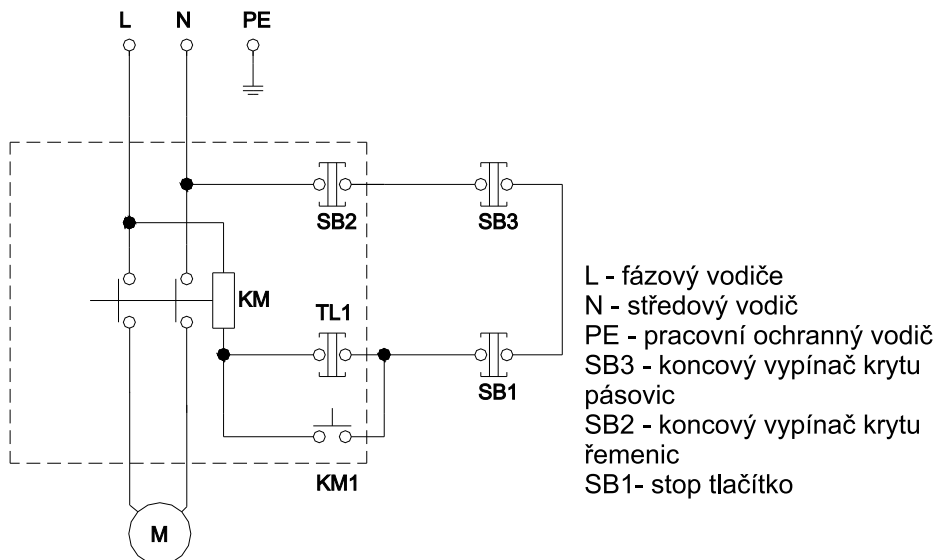 L N PE
SB2 SB3
KM
TL1
SB1
KM1
M
L - fázový vodiče
N - středový vodič
PE - pracovní ochranný vodič
SB3 - koncový vypínač krytu
pásovic
SB2 - koncový vypínač krytu
řemenic
SB1- stop tlačítko